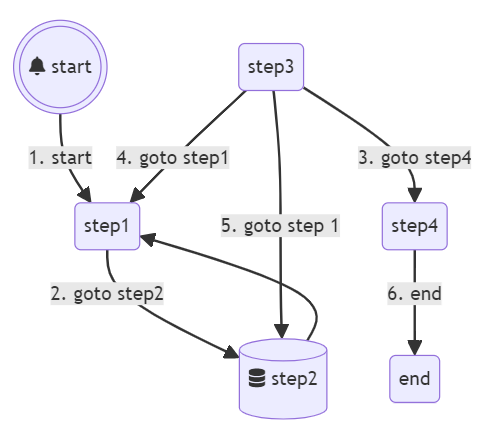 start
step3
1. start
4. goto step1
3. goto step4
step1
5. goto step 1
step4
2. goto step2
6. end
step2
end